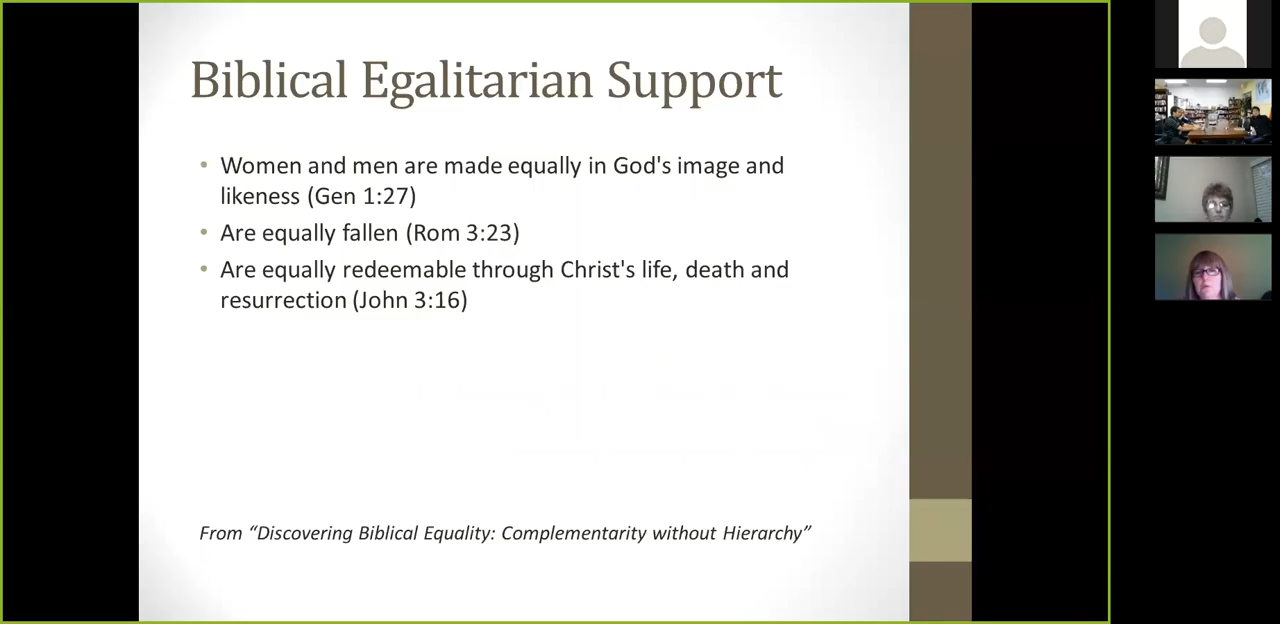 Biblical Egalitarian Support
• Women and men are made equally in God's image and
likeness (Gen 1:27)
• Are equally fallen (Rom 3:23)
• Are equally redeemable through Christ's life, death and
resurrection (John 3:16)
From “Discovering Biblical Equality: Complementarity without Hierarchy”